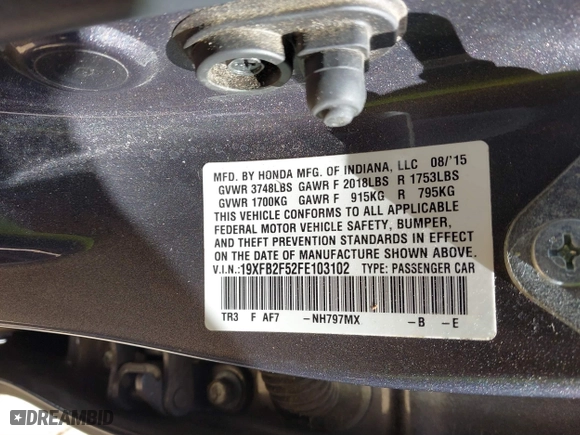 MFD. BY HONDA MFG. OF INDIANA, LLC 08/'15
GVWR 3748LBS GAWR F 2018LBS R 1753LBS
GVWR 1700KG GAWR F 915KG R 795KG
THIS VEHICLE CONFORMS TO ALL APPLICABLE
FEDERAL MOTOR VEHICLE SAFETY, BUMPER,
AND THEFT PREVENTION STANDARDS IN EFFECT
ON THE DATE OF MANUFACTURE SHOWN ABOVE.
V.I.N.:19XFB2F52FE103102 TYPE: PASSENGER CAR
TR3 F AF7 –NH797MX –B –E
DREAMBID